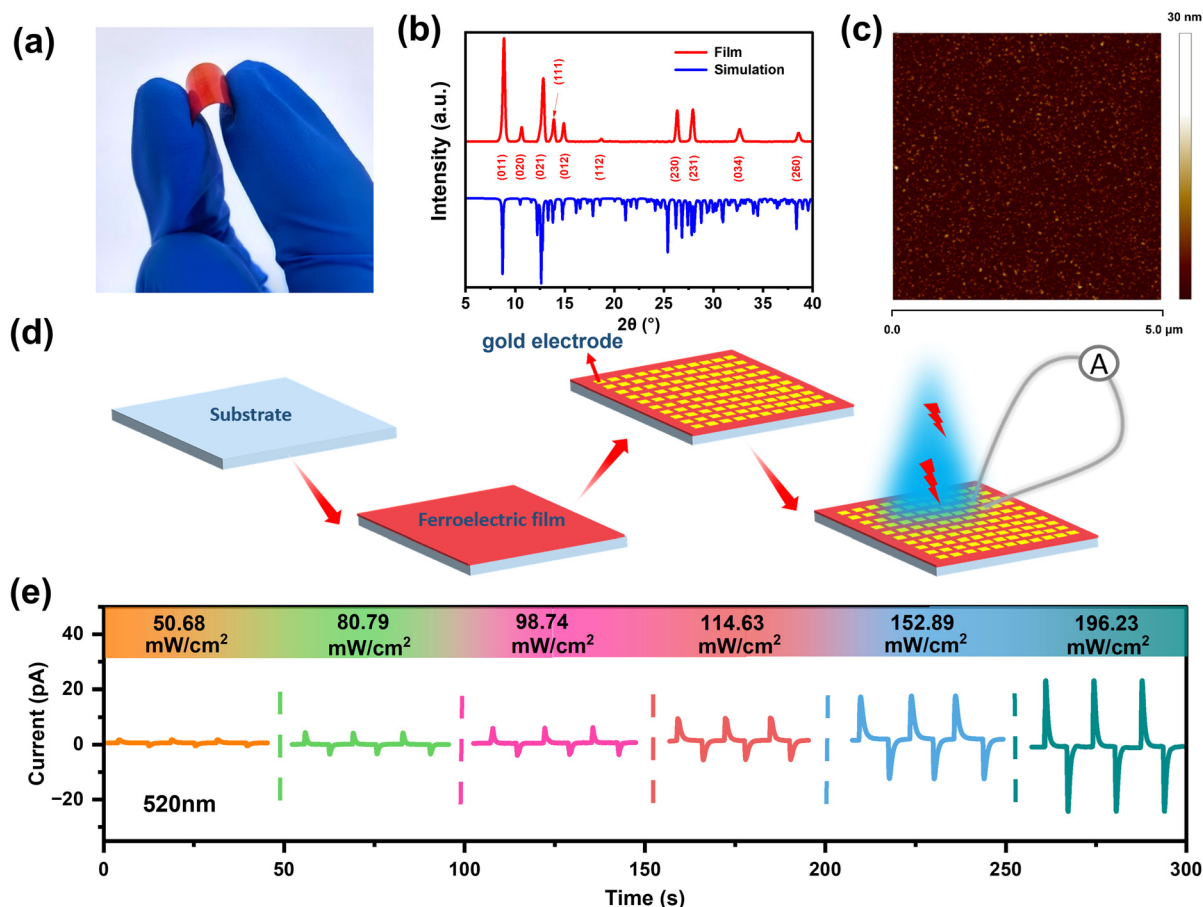 (a)
(b)
Film
Simulation
(111)
(011)
(020)
(021)
(012)
(112)
(230)
(231)
(034)
(260)
Intensity (a.u.)
5 10 15 20 25 30 35 40
2θ (°)
(c)
30 nm
0.0 5.0 µm
(d)
Substrate
Ferroelectric film
gold electrode
A
(e)
50.68
mW/cm²
80.79
mW/cm²
98.74
mW/cm²
114.63
mW/cm²
152.89
mW/cm²
196.23
mW/cm²
40
20
0
−20
Current (pA)
520nm
0 50 100 150 200 250 300
Time (s)